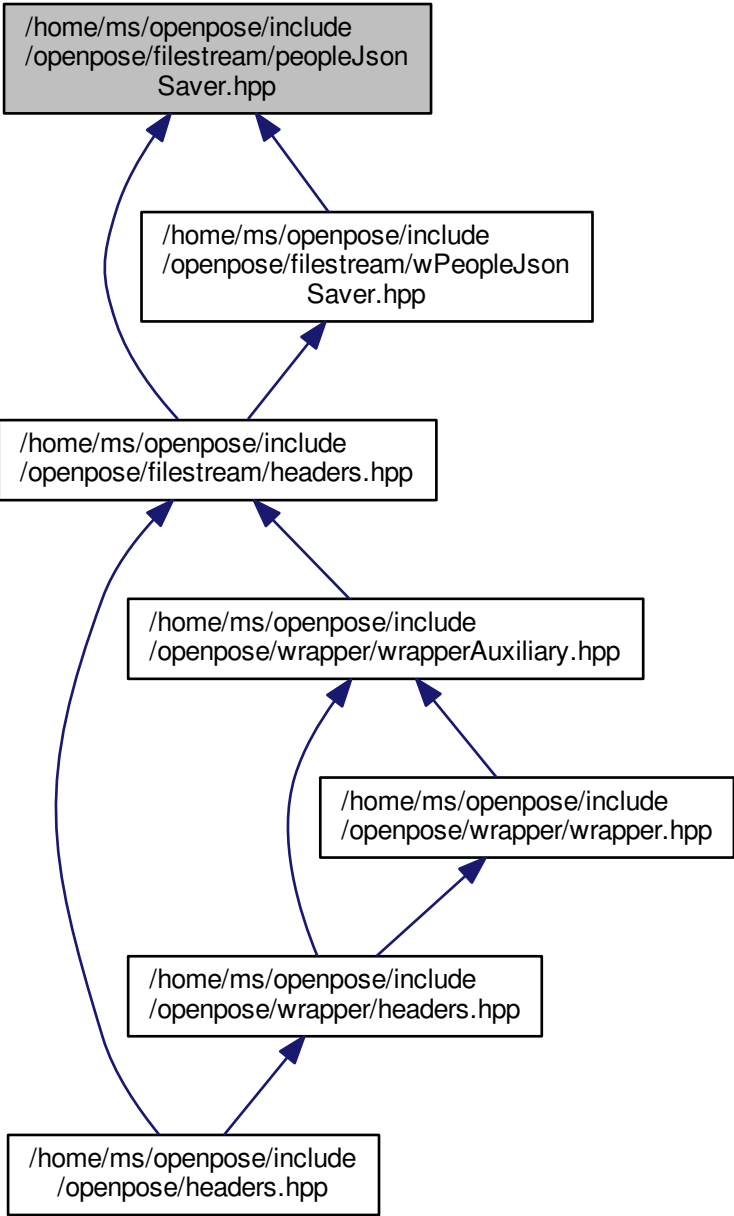 /home/ms/openpose/include
/openpose/filestream/peopleJson
Saver.hpp
/home/ms/openpose/include
/openpose/filestream/wPeopleJson
Saver.hpp
/home/ms/openpose/include
/openpose/filestream/headers.hpp
/home/ms/openpose/include
/openpose/wrapper/wrapperAuxiliary.hpp
/home/ms/openpose/include
/openpose/wrapper/wrapper.hpp
/home/ms/openpose/include
/openpose/wrapper/headers.hpp
/home/ms/openpose/include
/openpose/headers.hpp